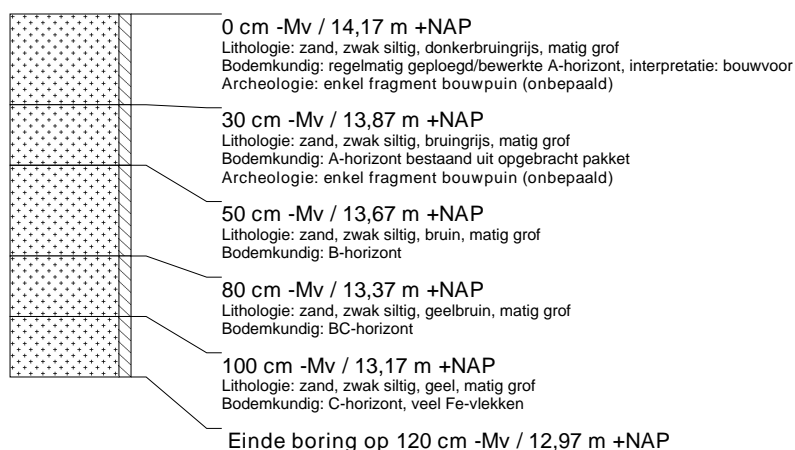 0 cm -Mv / 14,17 m +NAP
Lithologie: zand, zwak siltig, donkerbruingrijs, matig grof
Bodemkundig: regelmatig geploegd/bewerkte A-horizont, interpretatie: bouwvoor
Archeologie: enkel fragment bouwpuin (onbepaald)
30 cm -Mv / 13,87 m +NAP
Lithologie: zand, zwak siltig, bruingrijs, matig grof
Bodemkundig: A-horizont bestaand uit opgebracht pakket
Archeologie: enkel fragment bouwpuin (onbepaald)
50 cm -Mv / 13,67 m +NAP
Lithologie: zand, zwak siltig, bruin, matig grof
Bodemkundig: B-horizont
80 cm -Mv / 13,37 m +NAP
Lithologie: zand, zwak siltig, geelbruin, matig grof
Bodemkundig: BC-horizont
100 cm -Mv / 13,17 m +NAP
Lithologie: zand, zwak siltig, geel, matig grof
Bodemkundig: C-horizont, veel Fe-vlekken
Einde boring op 120 cm -Mv / 12,97 m +NAP